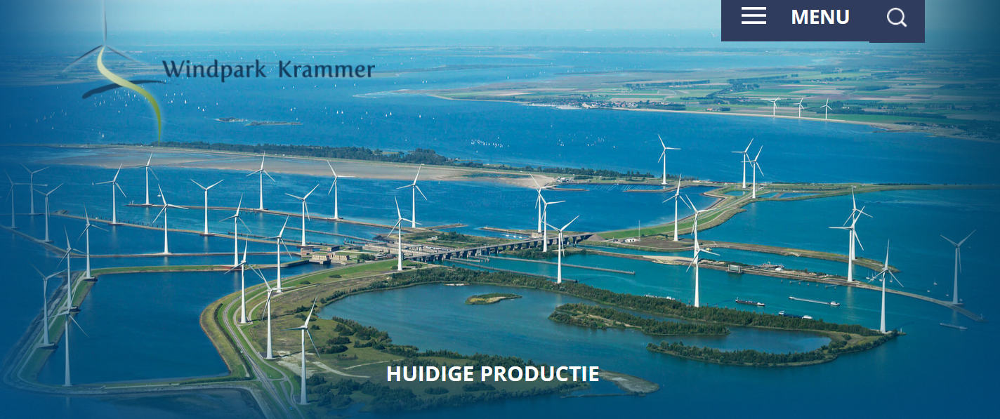 MENU
Windpark Krammer
HUIDIGE PRODUCTIE